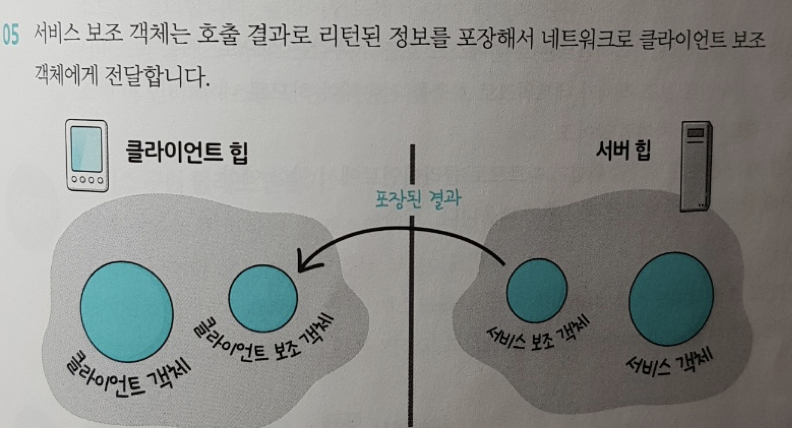 05 서비스 보조 객체는 호출 결과로 리턴된 정보를 포장해서 네트워크로 클라이언트 보조
객체에게 전달합니다.
클라이언트 힙
서버 힙
포장된 결과
클라이언트 객체
클라이언트 보조 객체
서비스 보조 객체
서비스 객체